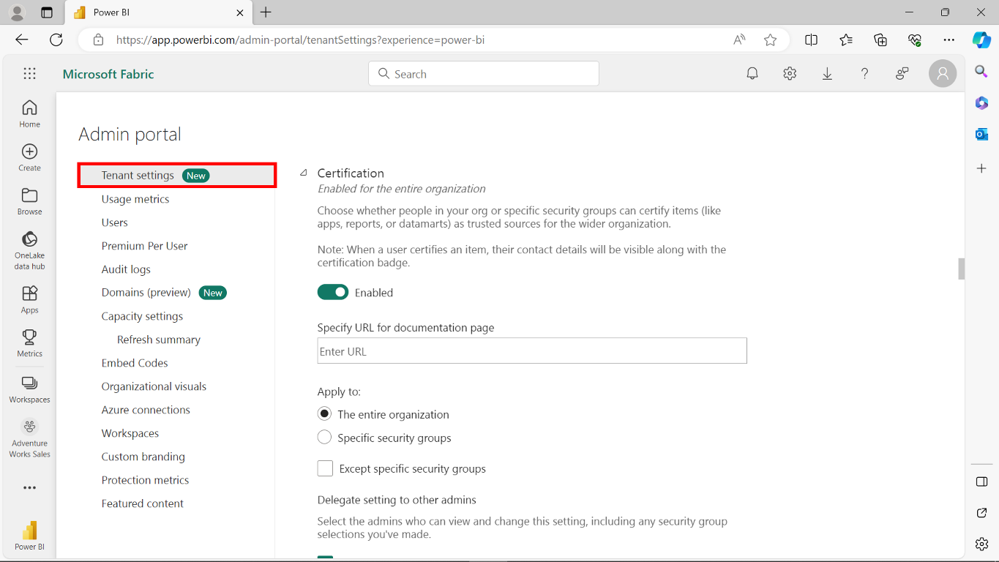 Power BI
https://app.powerbi.com/admin-portal/tenantSettings?experience=power-bi
Microsoft Fabric
Search
Home
Create
Browse
OneLake
data hub
Apps
Metrics
Workspaces
Adventure
Works Sales
Power BI
Admin portal
Tenant settings New
Usage metrics
Users
Premium Per User
Audit logs
Domains (preview) New
Capacity settings
Refresh summary
Embed Codes
Organizational visuals
Azure connections
Workspaces
Custom branding
Protection metrics
Featured content
Certification
Enabled for the entire organization
Choose whether people in your org or specific security groups can certify items (like
apps, reports, or datamarts) as trusted sources for the wider organization.
Note: When a user certifies an item, their contact details will be visible along with the
certification badge.
Enabled
Specify URL for documentation page
Enter URL
Apply to:
The entire organization
Specific security groups
Except specific security groups
Delegate setting to other admins
Select the admins who can view and change this setting, including any security group
selections you've made.